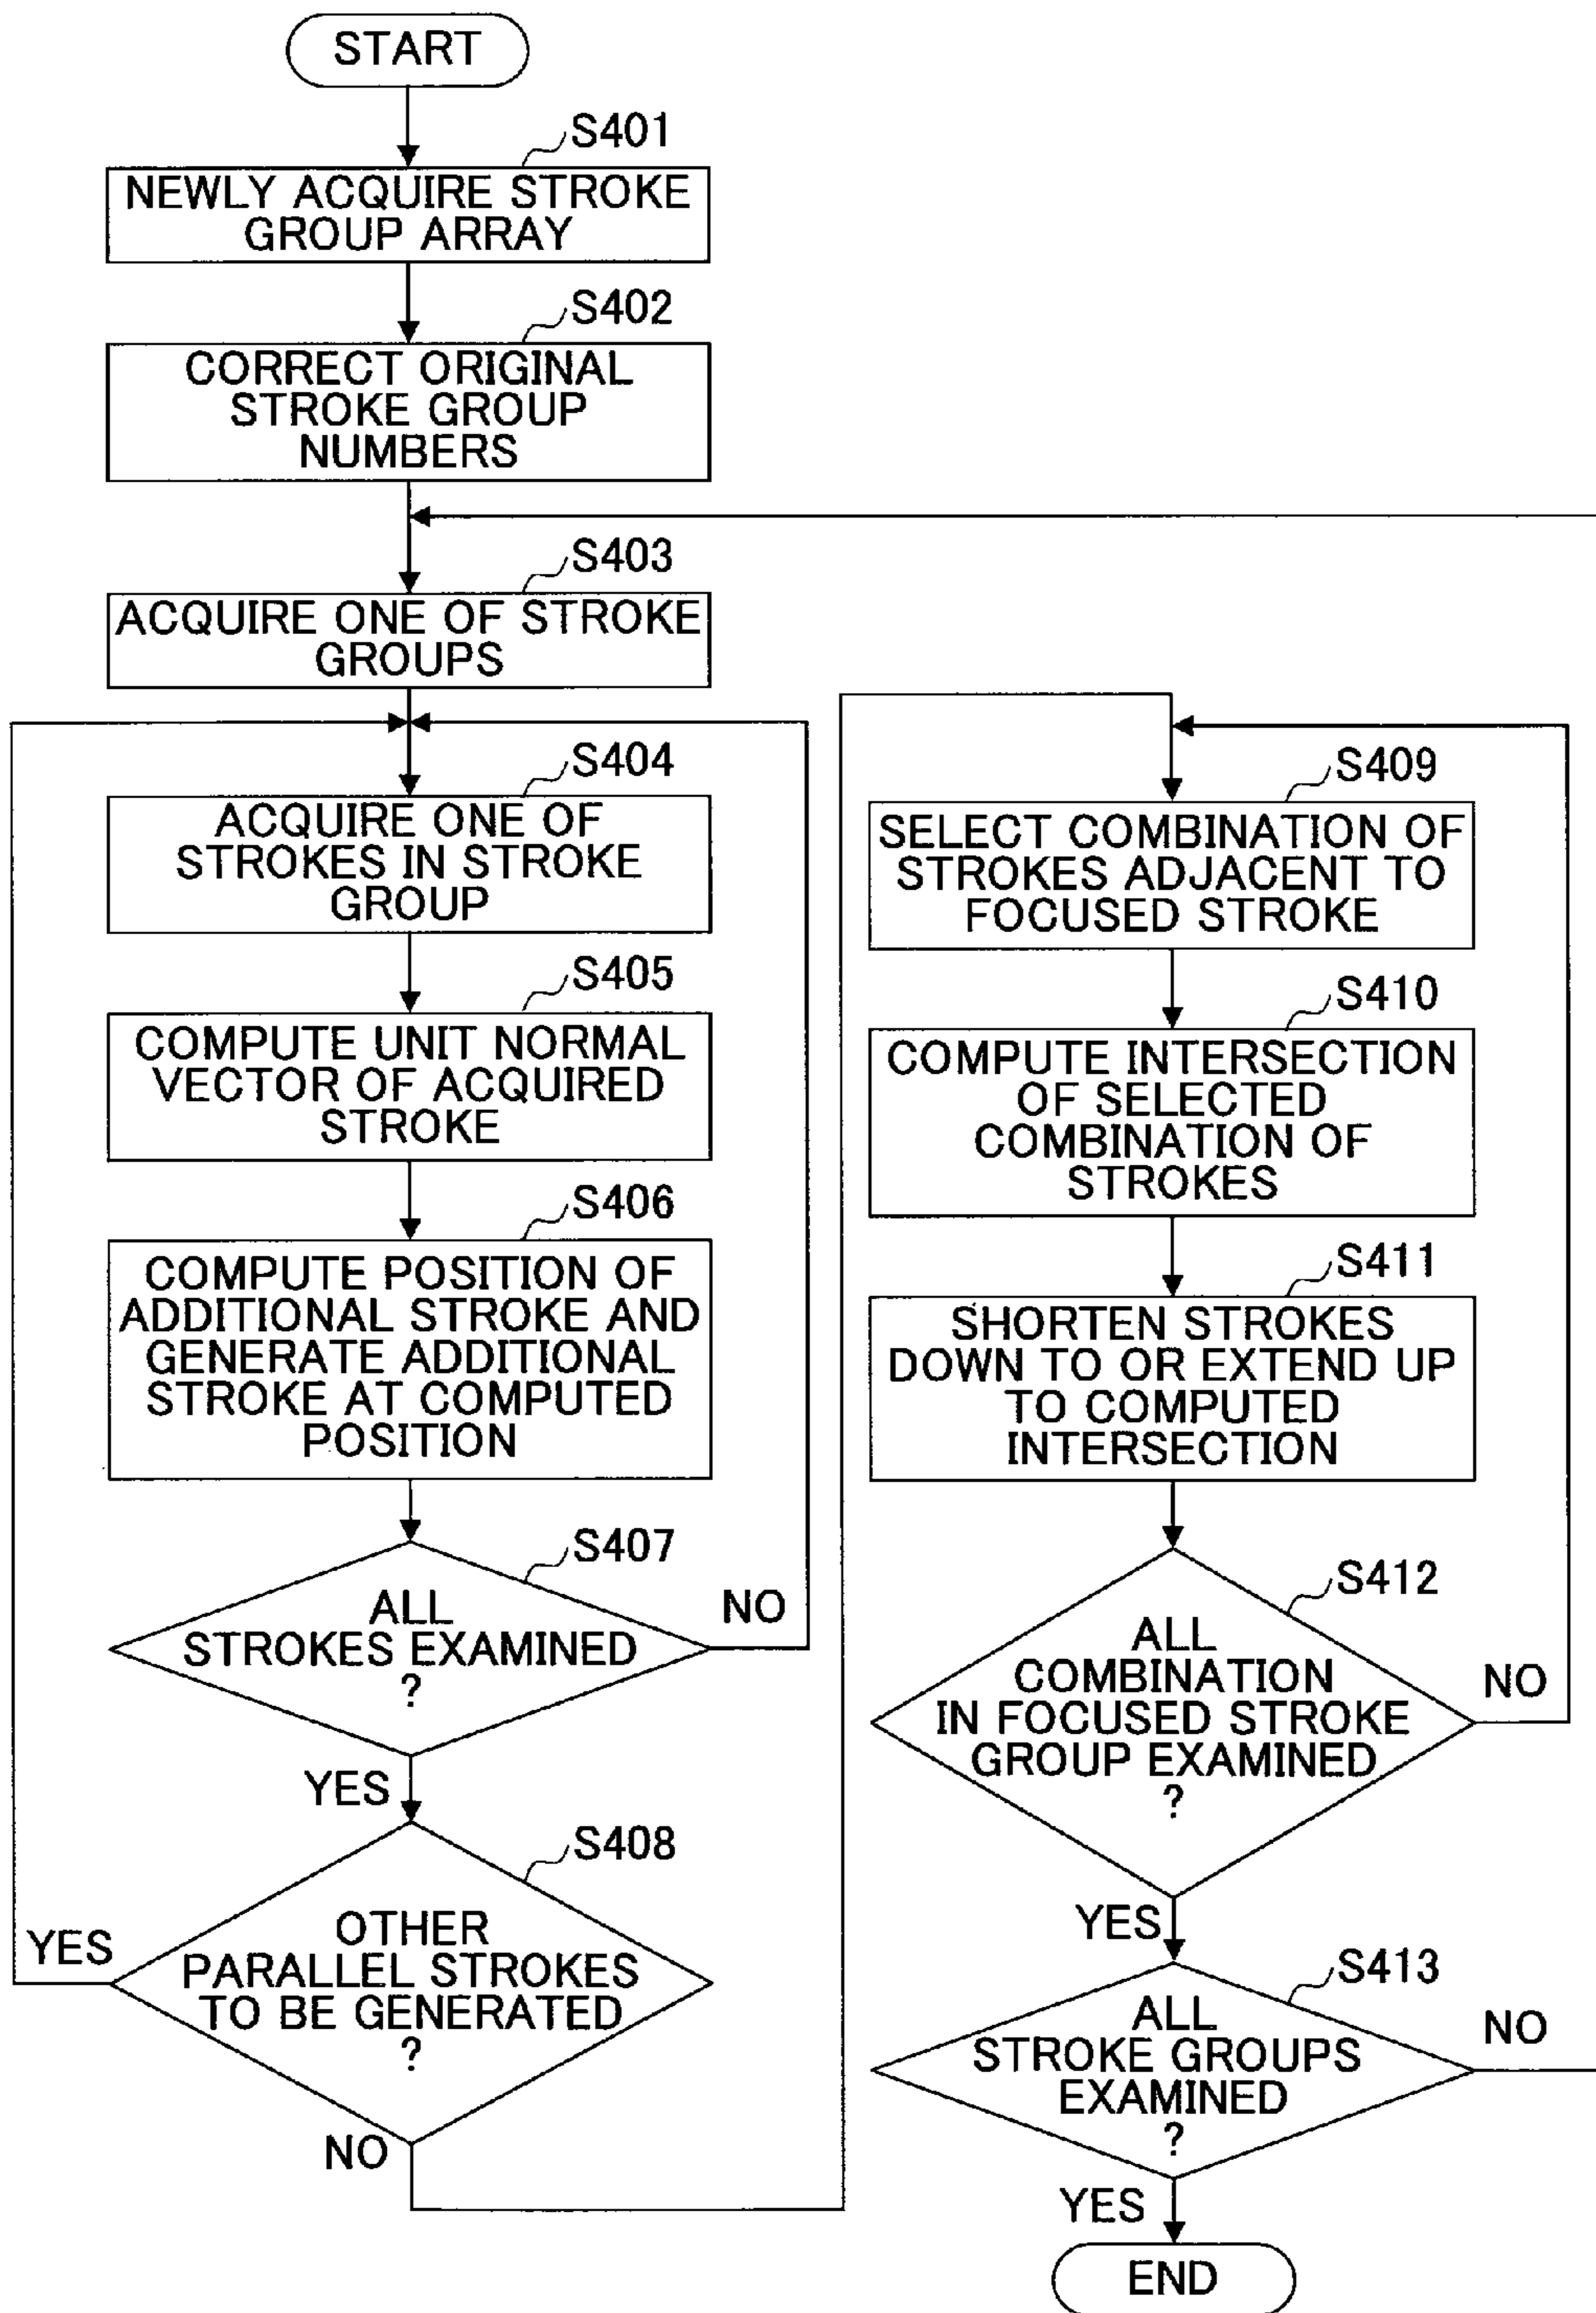 START
S401
NEWLY ACQUIRE STROKE
GROUP ARRAY
S402
CORRECT ORIGINAL
STROKE GROUP
NUMBERS
S403
ACQUIRE ONE OF STROKE
GROUPS
S404
ACQUIRE ONE OF
STROKES IN STROKE
GROUP
S405
COMPUTE UNIT NORMAL
VECTOR OF ACQUIRED
STROKE
S406
COMPUTE POSITION OF
ADDITIONAL STROKE AND
GENERATE ADDITIONAL
STROKE AT COMPUTED
POSITION
S407
ALL
STROKES EXAMINED
?
NO
YES
S408
OTHER
PARALLEL STROKES
TO BE GENERATED
?
YES
NO
S409
SELECT COMBINATION OF
STROKES ADJACENT TO
FOCUSED STROKE
S410
COMPUTE INTERSECTION
OF SELECTED
COMBINATION OF
STROKES
S411
SHORTEN STROKES
DOWN TO OR EXTEND UP
TO COMPUTED
INTERSECTION
S412
ALL
COMBINATION
IN FOCUSED STROKE
GROUP EXAMINED
?
NO
YES
S413
ALL
STROKE GROUPS
EXAMINED
?
NO
YES
END